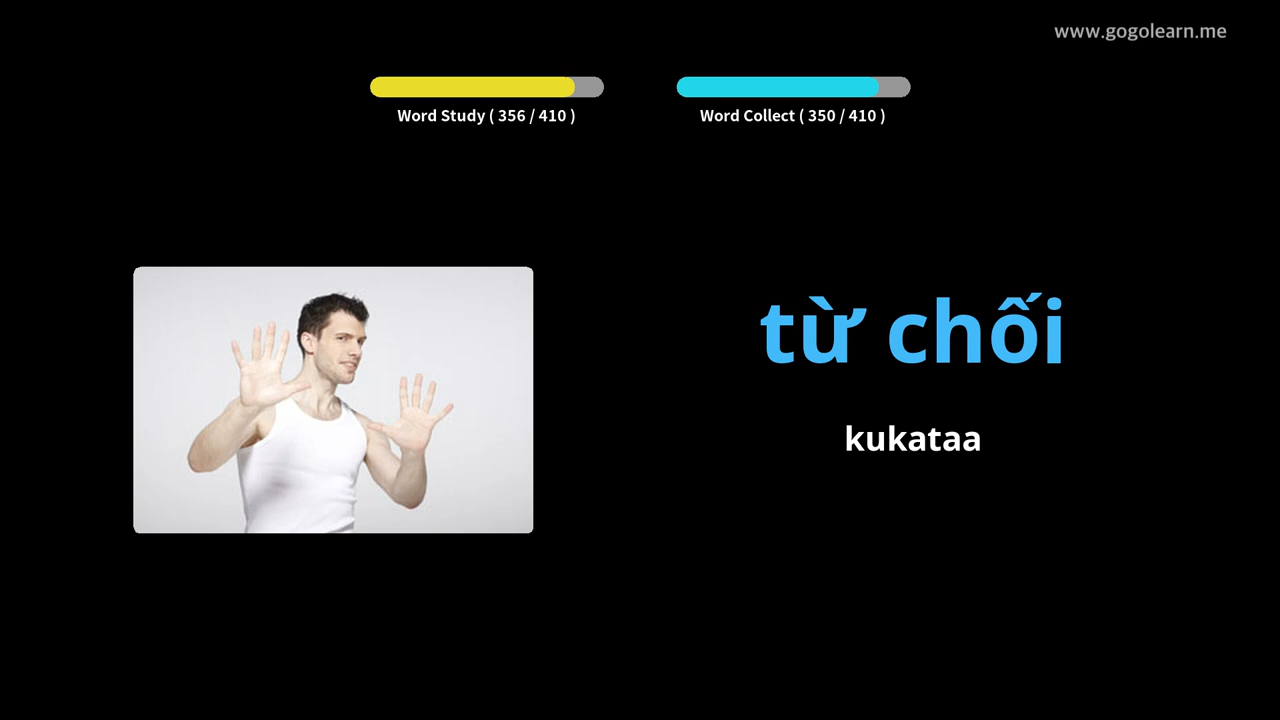 www.gogolearn.me
Word Study ( 356 / 410 )
Word Collect ( 350 / 410 )
từ chối
kukataa